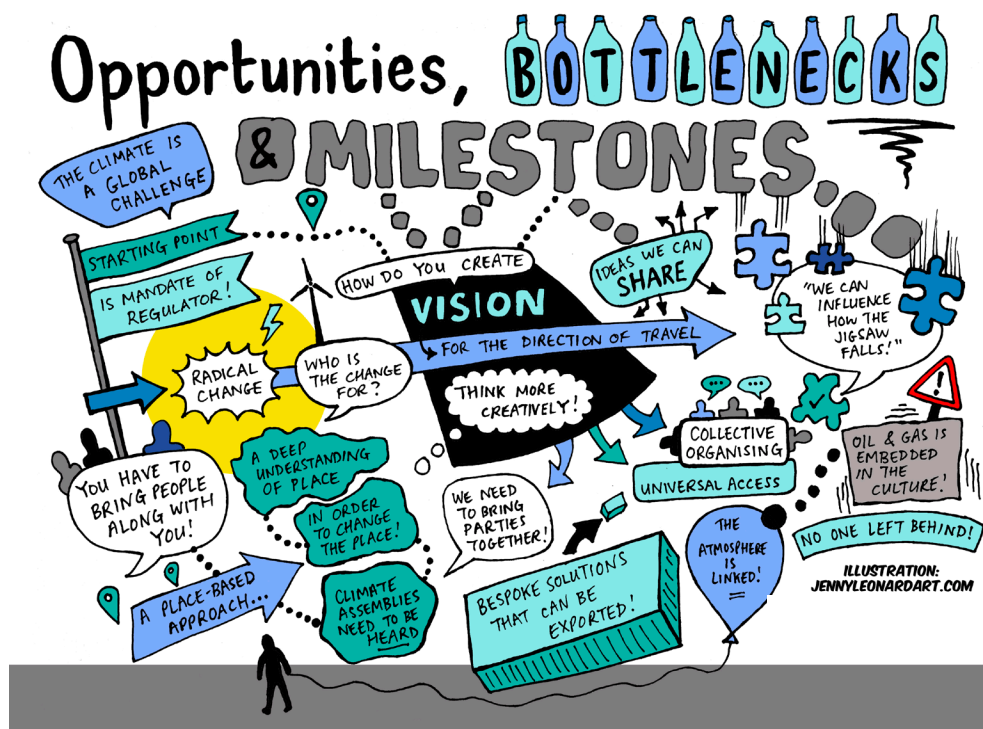 Opportunities, BOTTLENECKS
& MILESTONES
THE CLIMATE IS
A GLOBAL
CHALLENGE
STARTING POINT
IS MANDATE OF
REGULATOR!
RADICAL
CHANGE
WHO IS
THE CHANGE
FOR?
HOW DO YOU CREATE
VISION
FOR THE DIRECTION OF TRAVEL
THINK MORE
CREATIVELY!
IDEAS WE CAN
SHARE
"WE CAN
INFLUENCE
HOW THE
JIGSAW
FALLS!"
YOU HAVE TO
BRING PEOPLE
ALONG WITH
YOU!
A DEEP
UNDERSTANDING
OF PLACE
IN ORDER
TO CHANGE
THE PLACE!
CLIMATE
ASSEMBLIES
NEED TO BE
HEARD
A PLACE-BASED
APPROACH...
WE NEED
TO BRING
PARTIES
TOGETHER!
COLLECTIVE
ORGANISING
UNIVERSAL ACCESS
OIL & GAS IS
EMBEDDED
IN THE
CULTURE!
!
NO ONE LEFT BEHIND!
BESPOKE SOLUTIONS
THAT CAN BE
EXPORTED!
THE
ATMOSPHERE
IS
LINKED!
ILLUSTRATION:
JENNYLEONARDART.COM